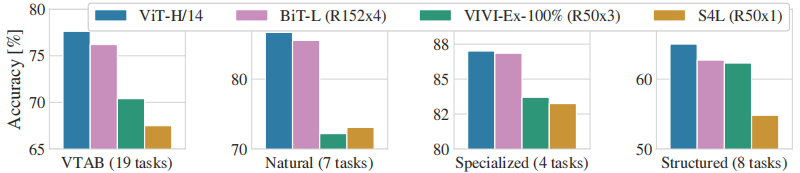 ViT-H/14 BiT-L (R152x4) VIVI-Ex-100% (R50x3) S4L (R50x1)
Accuracy [%]
80
75
70
65
VTAB (19 tasks)
80
70
Natural (7 tasks)
88
85
82
80
Specialized (4 tasks)
60
50
Structured (8 tasks)